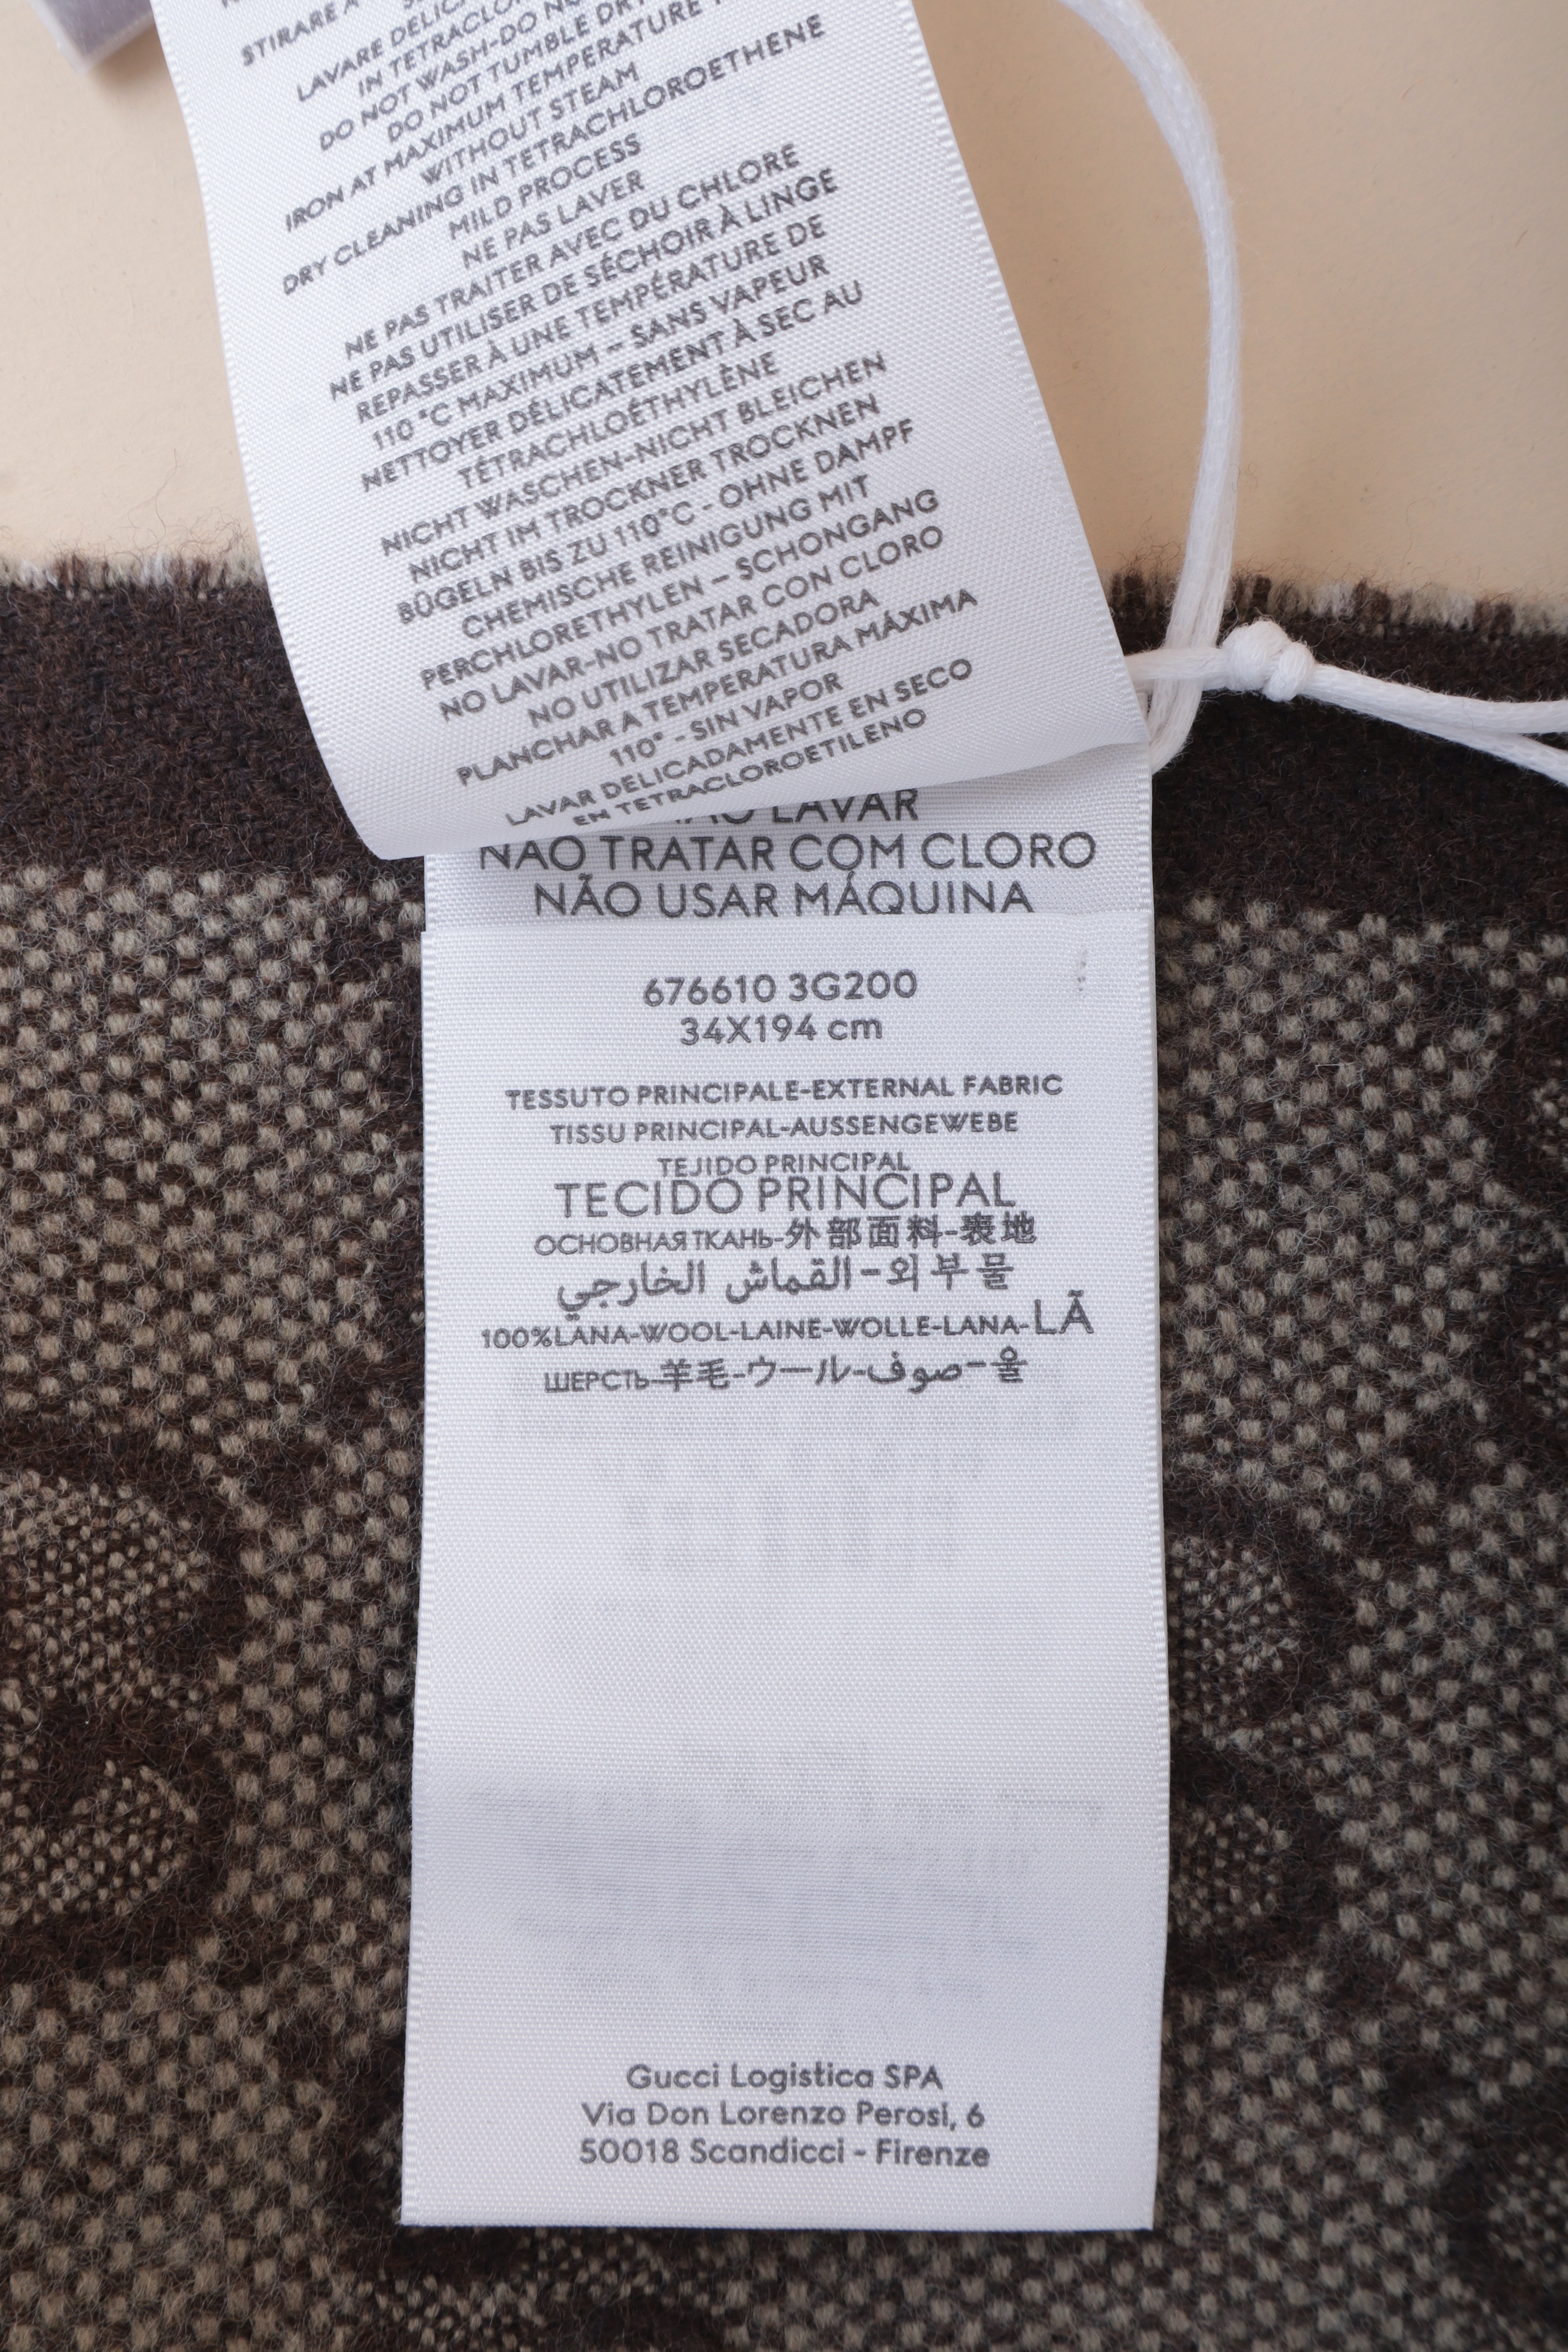 STIRARE A
LAVARE DELIC
IN TETRACLOR
DO NOT WASH-DO NO
DO NOT TUMBLE DRY
IRON AT MAXIMUM TEMPERATURE
WITHOUT STEAM
DRY CLEANING IN TETRACHLOROETHENE
MILD PROCESS
NE PAS LAVER
NE PAS TRAITER AVEC DU CHLORE
NE PAS UTILISER DE SÉCHOIR À LINGE
REPASSER À UNE TEMPÉRATURE DE
110 °C MAXIMUM – SANS VAPEUR
NETTOYER DÉLICATEMENT À SEC AU
TÉTRACHLOÉTHYLÈNE
NICHT WASCHEN-NICHT BLEICHEN
NICHT IM TROCKNER TROCKNEN
BÜGELN BIS ZU 110°C - OHNE DAMPF
CHEMISCHE REINIGUNG MIT
PERCHLORETHYLEN – SCHONGANG
NO LAVAR-NO TRATAR CON CLORO
NO UTILIZAR SECADORA
PLANCHAR A TEMPERATURA MÁXIMA
110° - SIN VAPOR
LAVAR DELICADAMENTE EN SECO
EN TETRACLOROETILENO
NÃO LAVAR
NÃO TRATAR COM CLORO
NÃO USAR MÁQUINA
676610 3G200
34X194 cm
TESSUTO PRINCIPALE-EXTERNAL FABRIC
TISSU PRINCIPAL-AUSSENGEWEBE
TEJIDO PRINCIPAL
TECIDO PRINCIPAL
ОСНОВНАЯ ТКАНЬ-外部面料-表地
القماش الخارجي-외부물
100%LANA-WOOL-LAINE-WOLLE-LANA-LÃ
ШЕРСТЬ-羊毛-ウール-صوف-울
Gucci Logistica SPA
Via Don Lorenzo Perosi, 6
50018 Scandicci - Firenze